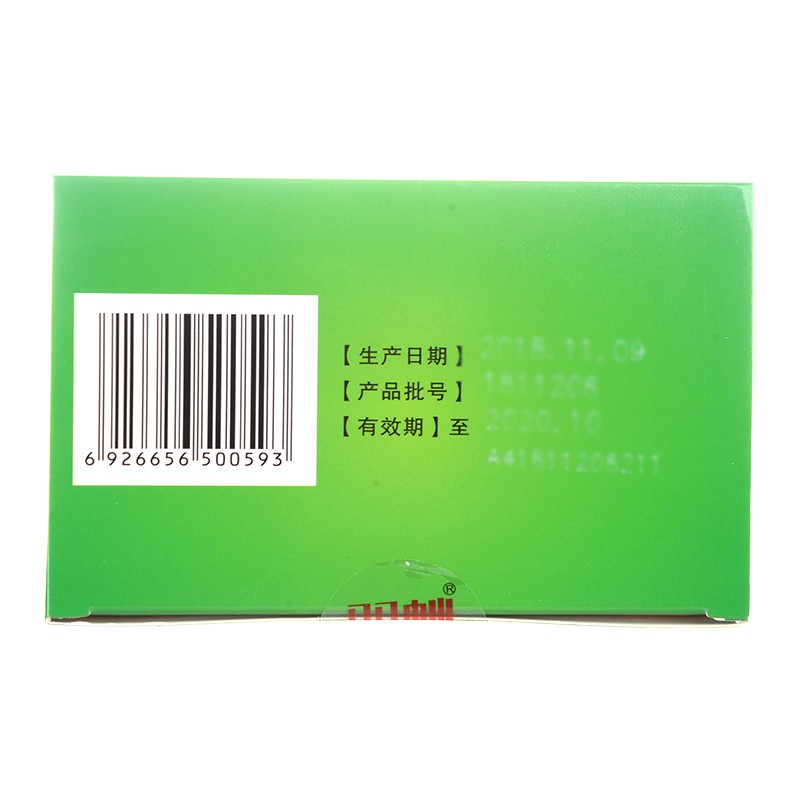 6 926656 500593
【生产日期】 2018.11.09
【产品批号】 1811206
【有效期】至 2020.10
A41811206211
®